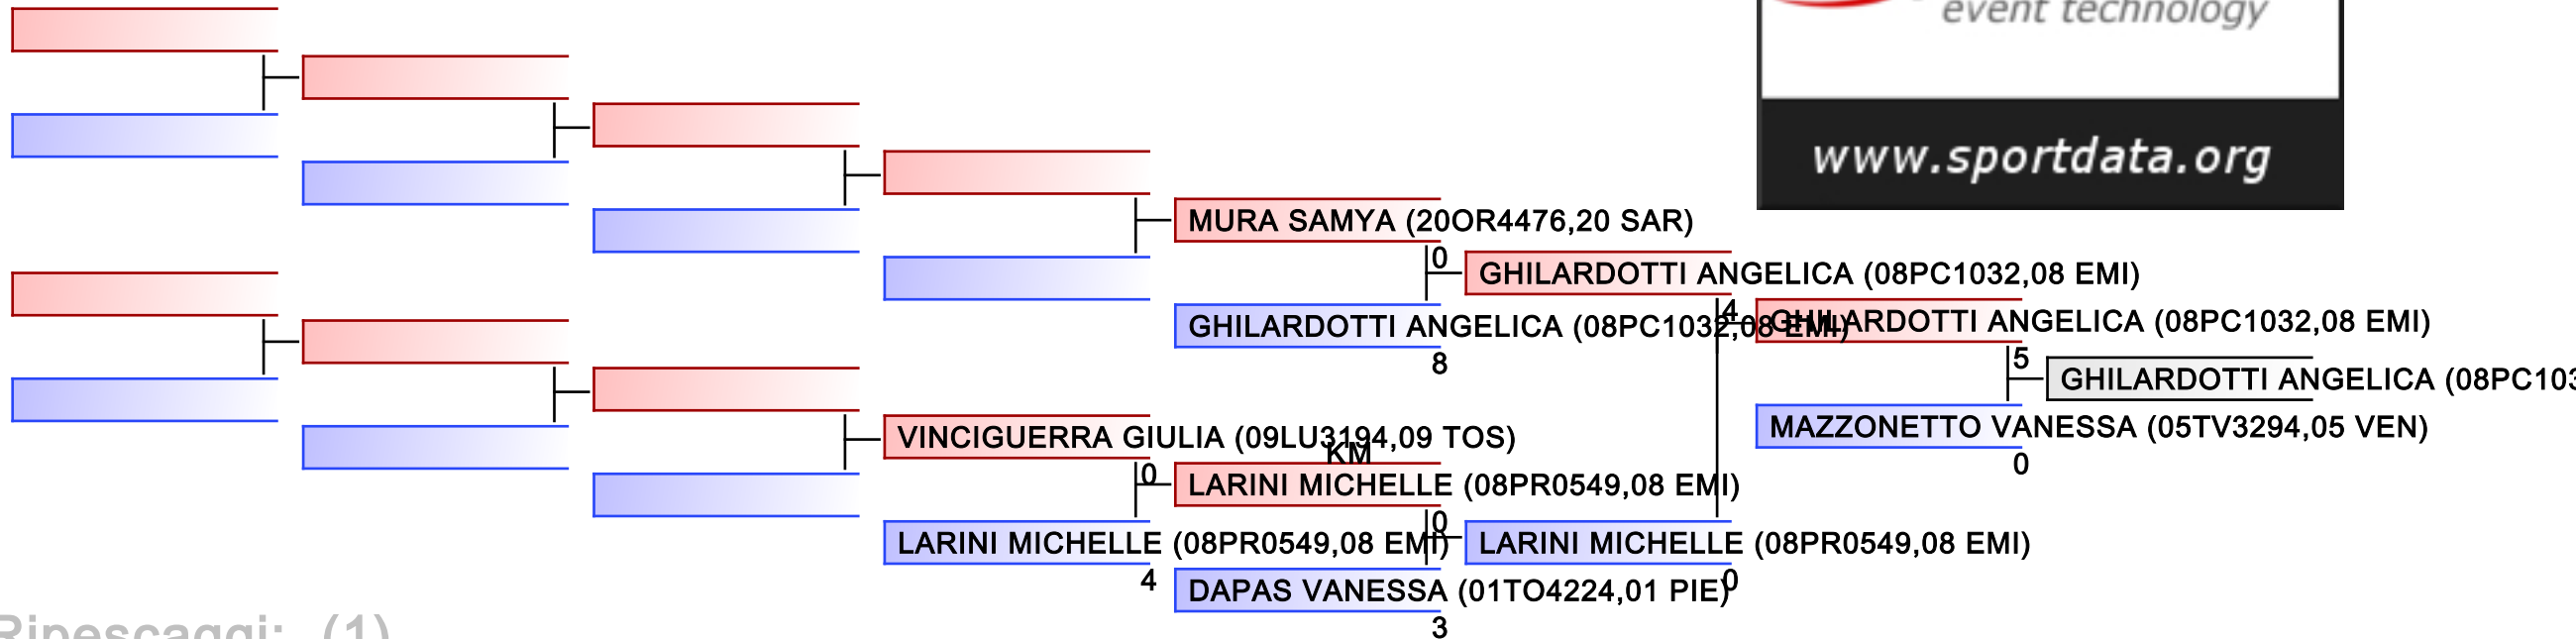 event technology
www.sportdata.org
MURA SAMYA (20OR4476,20 SAR)
0
GHILARDOTTI ANGELICA (08PC1032,08 EMI)
GHILARDOTTI ANGELICA (08PC1032,08 EMI)
8
4
GHILARDOTTI ANGELICA (08PC1032,08 EMI)
5
GHILARDOTTI ANGELICA (08PC103
MAZZONETTO VANESSA (05TV3294,05 VEN)
0
VINCIGUERRA GIULIA (09LU3194,09 TOS)
KM
0
LARINI MICHELLE (08PR0549,08 EMI)
0
LARINI MICHELLE (08PR0549,08 EMI)
4
LARINI MICHELLE (08PR0549,08 EMI)
0
DAPAS VANESSA (01TO4224,01 PIE)
3
Ripescaggi: (1)